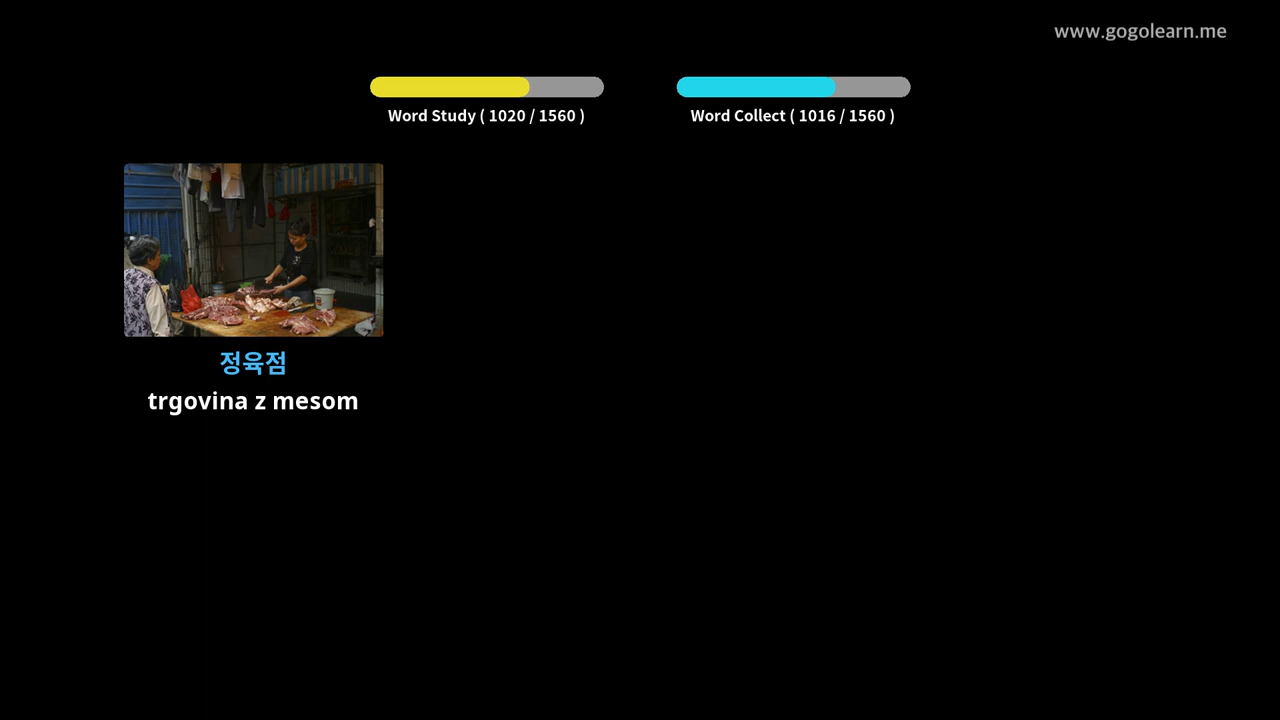 www.gogolearn.me
Word Study ( 1020 / 1560 )
Word Collect ( 1016 / 1560 )
정육점
trgovina z mesom